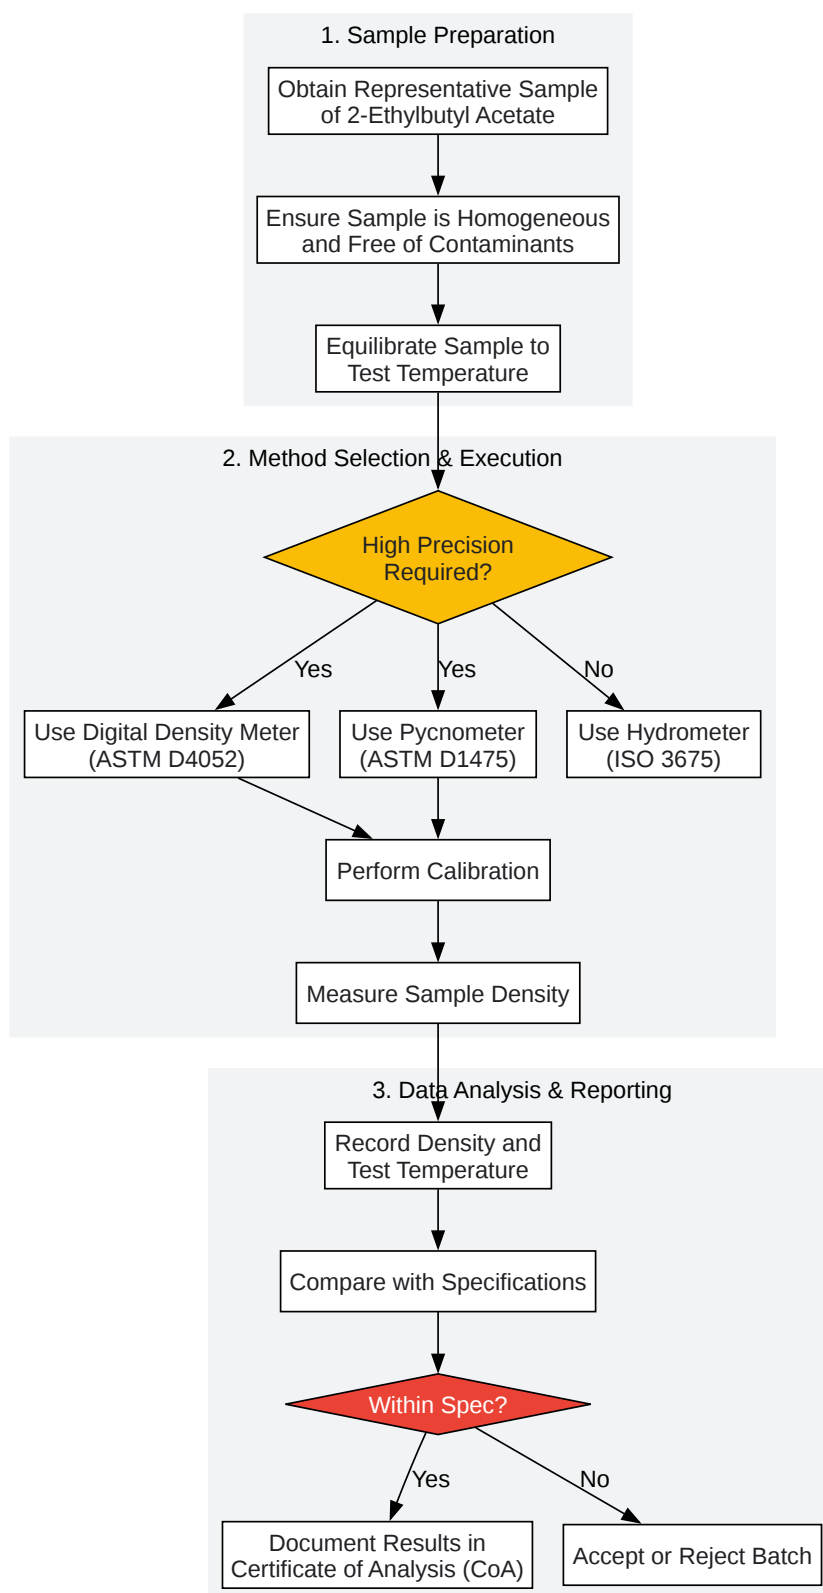 1. Sample Preparation
Obtain Representative Sample
of 2-Ethylbutyl Acetate
Ensure Sample is Homogeneous
and Free of Contaminants
Equilibrate Sample to
Test Temperature
2. Method Selection & Execution
High Precision
Required?
Yes
Yes
No
Use Digital Density Meter
(ASTM D4052)
Use Pycnometer
(ASTM D1475)
Use Hydrometer
(ISO 3675)
Perform Calibration
Measure Sample Density
3. Data Analysis & Reporting
Record Density and
Test Temperature
Compare with Specifications
Within Spec?
Yes
No
Document Results in
Certificate of Analysis (CoA)
Accept or Reject Batch